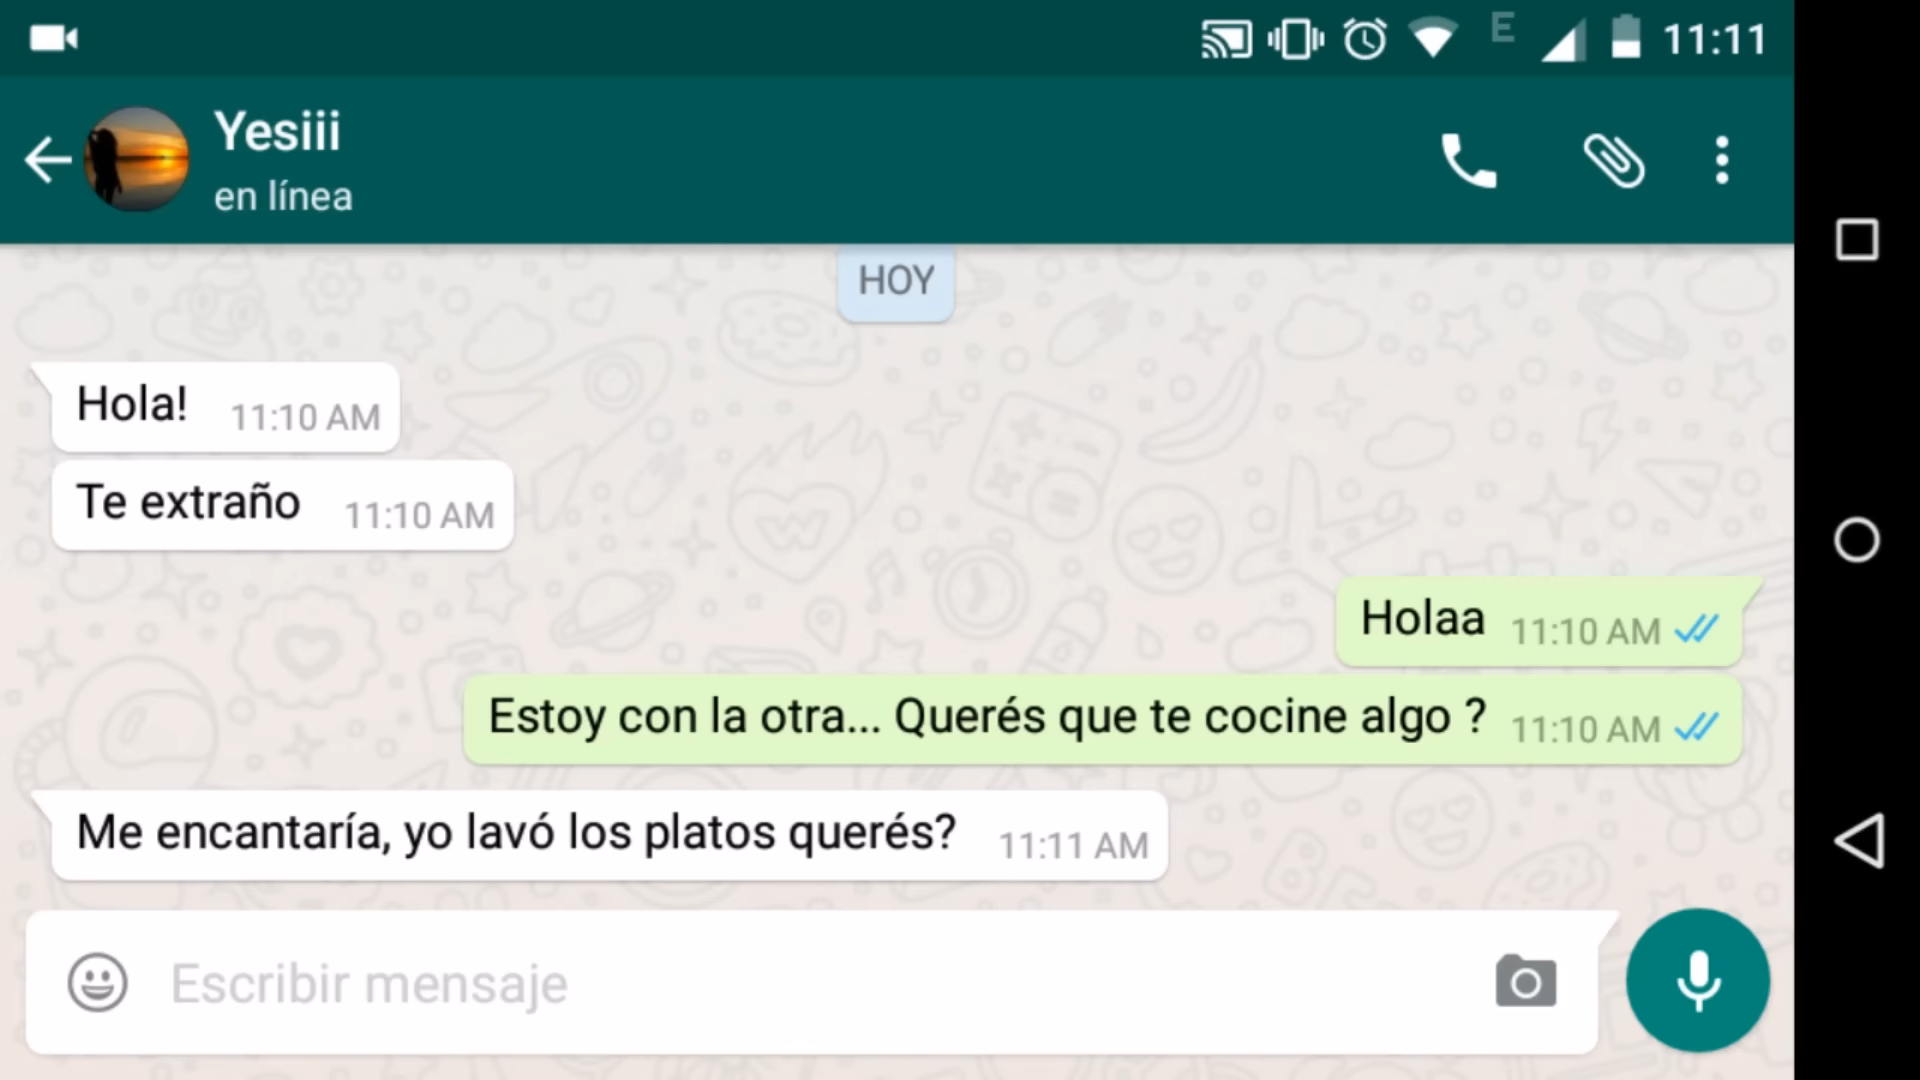 E 11:11
Yesiii
en línea
HOY
Hola! 11:10 AM
Te extraño 11:10 AM
Holaa 11:10 AM
Estoy con la otra... Querés que te cocine algo ? 11:10 AM
Me encantaría, yo lavó los platos querés? 11:11 AM
Escribir mensaje